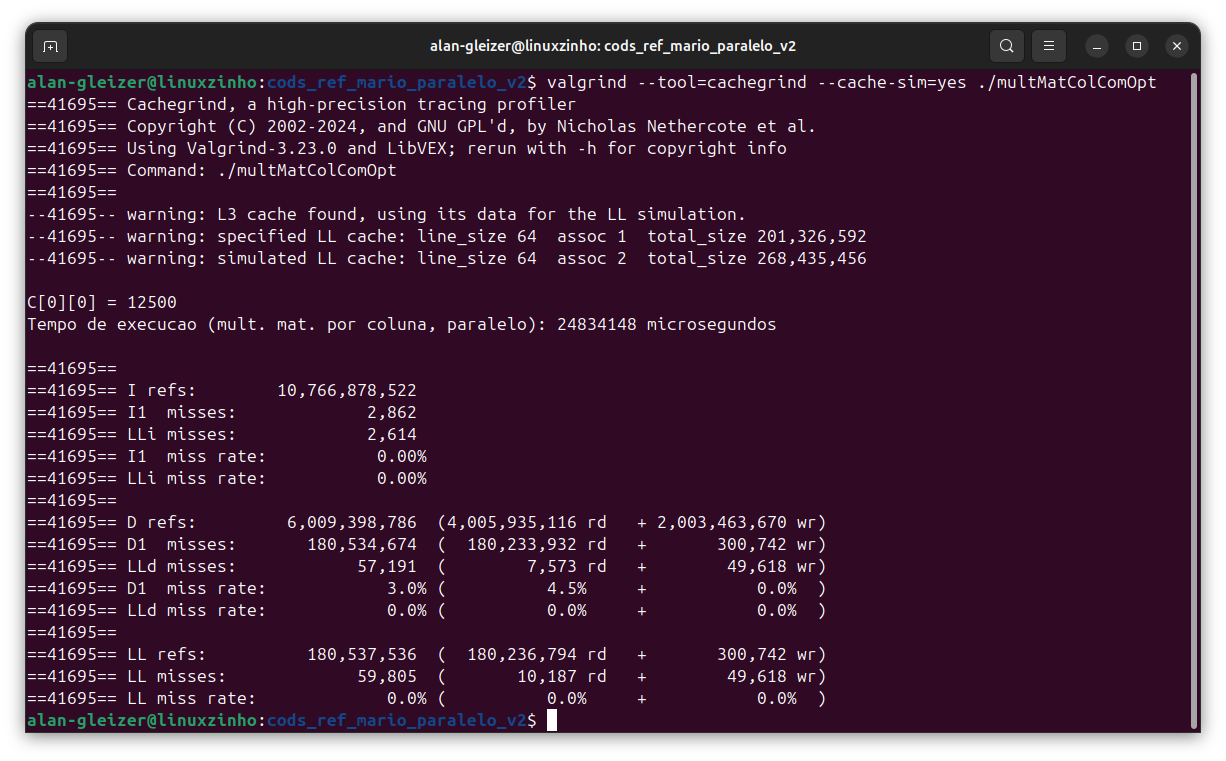 alan-gleizer@linuxzinho: cods_ref_mario_paralelo_v2
alan-gleizer@linuxzinho:cods_ref_mario_paralelo_v2$ valgrind --tool=cachegrind --cache-sim=yes ./multMatColComOpt
==41695== Cachegrind, a high-precision tracing profiler
==41695== Copyright (C) 2002-2024, and GNU GPL'd, by Nicholas Nethercote et al.
==41695== Using Valgrind-3.23.0 and LibVEX; rerun with -h for copyright info
==41695== Command: ./multMatColComOpt
==41695==
--41695-- warning: L3 cache found, using its data for the LL simulation.
--41695-- warning: specified LL cache: line_size 64  assoc 1  total_size 201,326,592
--41695-- warning: simulated LL cache: line_size 64  assoc 2  total_size 268,435,456
C[0][0] = 12500
Tempo de execucao (mult. mat. por coluna, paralelo): 24834148 microsegundos
==41695==
==41695== I refs:        10,766,878,522
==41695== I1  misses:             2,862
==41695== LLi misses:             2,614
==41695== I1  miss rate:           0.00%
==41695== LLi miss rate:           0.00%
==41695==
==41695== D refs:         6,009,398,786  (4,005,935,116 rd   + 2,003,463,670 wr)
==41695== D1  misses:       180,534,674  (  180,233,932 rd   +       300,742 wr)
==41695== LLd misses:            57,191  (        7,573 rd   +        49,618 wr)
==41695== D1  miss rate:            3.0% (          4.5%     +           0.0%  )
==41695== LLd miss rate:            0.0% (          0.0%     +           0.0%  )
==41695==
==41695== LL refs:          180,537,536  (  180,236,794 rd   +       300,742 wr)
==41695== LL misses:             59,805  (       10,187 rd   +        49,618 wr)
==41695== LL miss rate:             0.0% (          0.0%     +           0.0%  )
alan-gleizer@linuxzinho:cods_ref_mario_paralelo_v2$